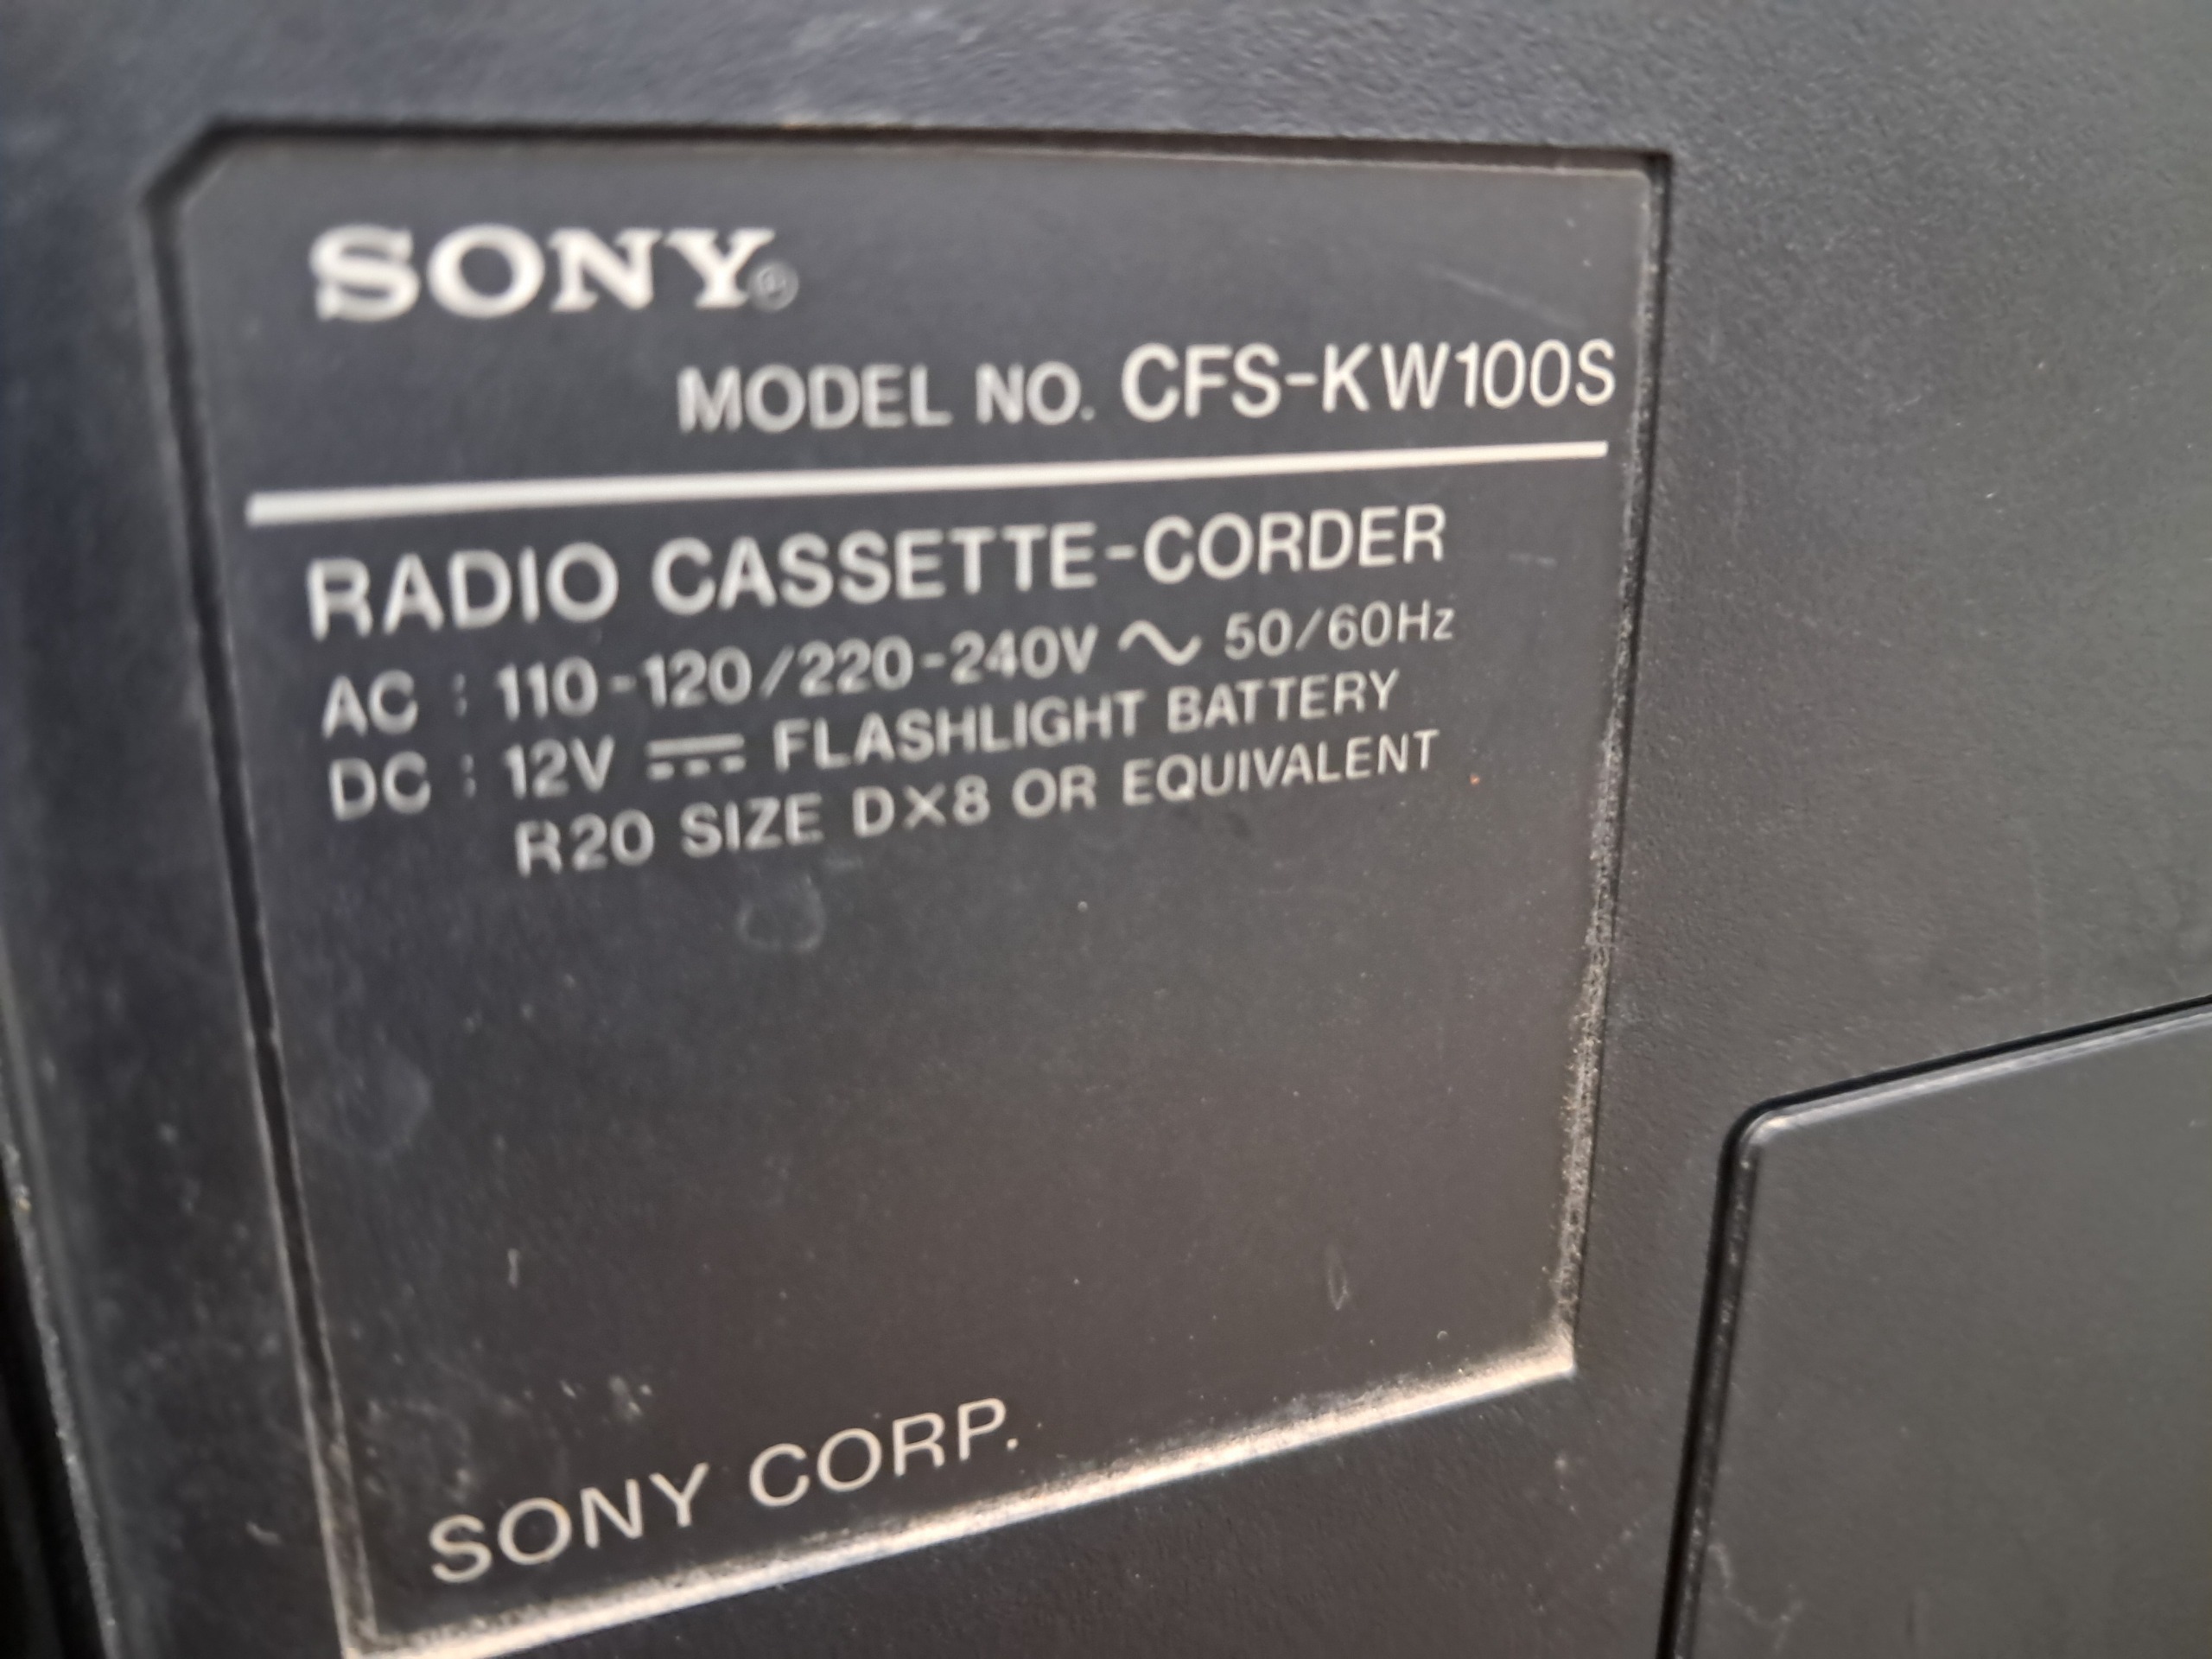 SONY®
MODEL NO. CFS-KW100S
RADIO CASSETTE-CORDER
AC : 110-120/220-240V ∿ 50/60Hz
DC : 12V ⎓ FLASHLIGHT BATTERY
R20 SIZE D×8 OR EQUIVALENT
SONY CORP.